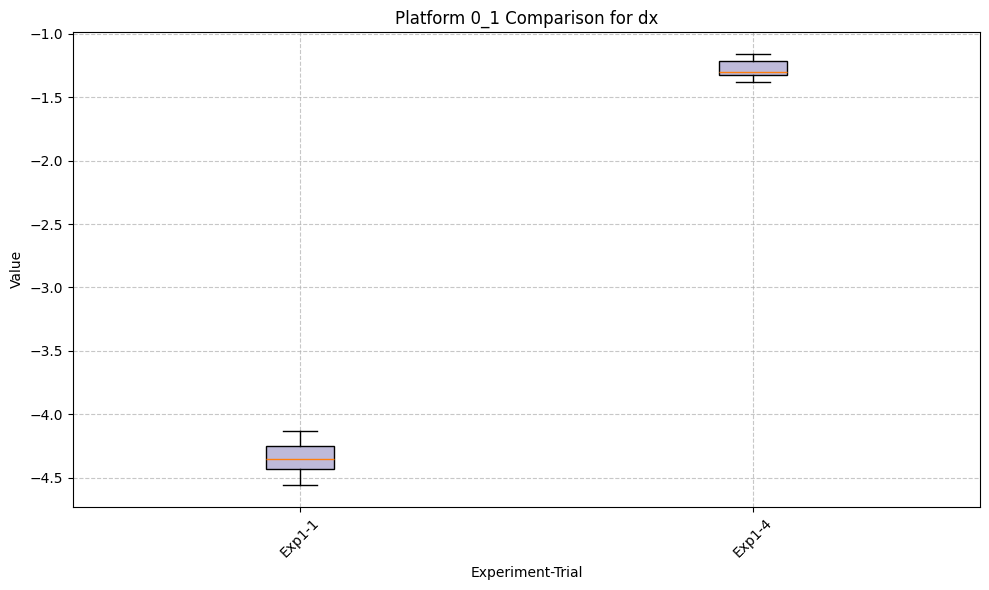 Platform 0_1 Comparison for dx
−1.0
−1.5
−2.0
−2.5
−3.0
−3.5
−4.0
−4.5
Value
Exp1-1
Exp1-4
Experiment-Trial